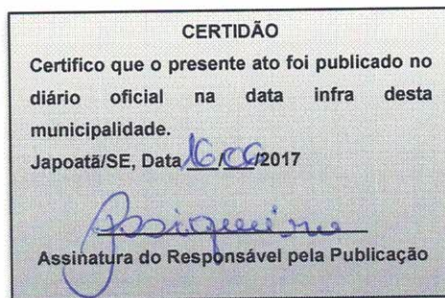 CERTIDÃO
Certifico que o presente ato foi publicado no
diário oficial na data infra desta
municipalidade.
Japoatã/SE, Data 16/06/2017
Assinatura do Responsável pela Publicação